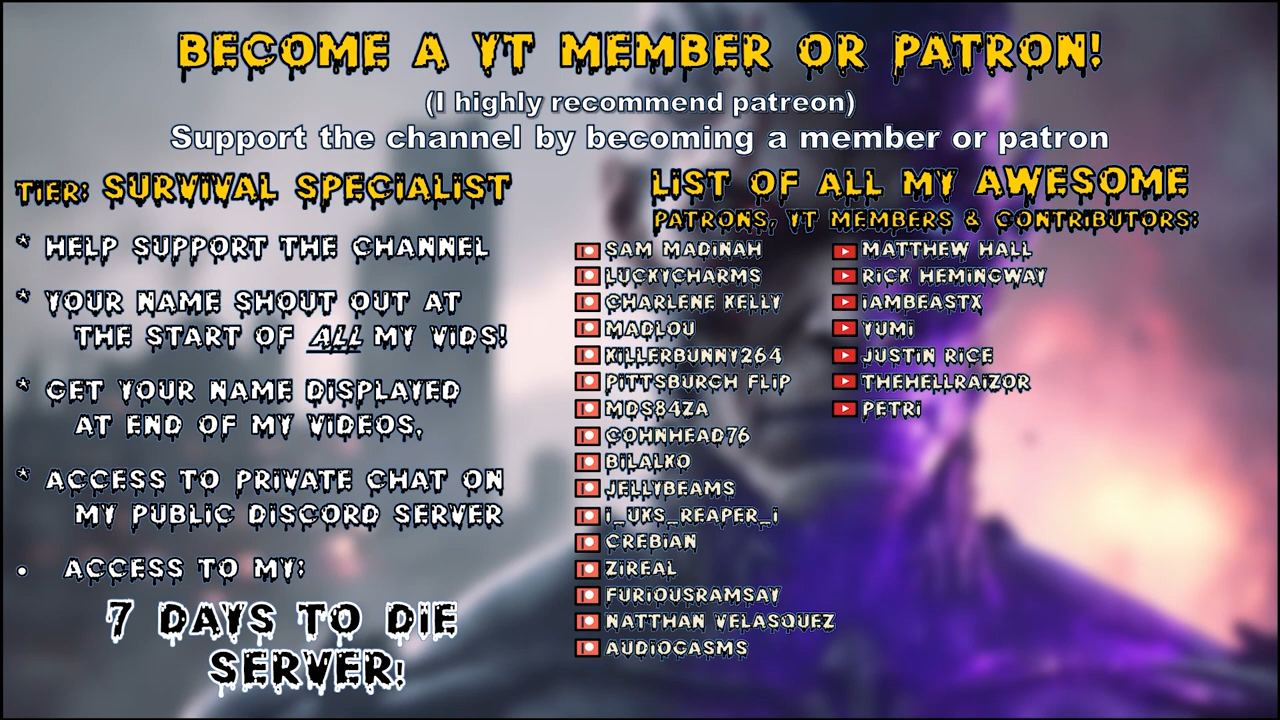 BECOME A YT MEMBER OR PATRON!
(I highly recommend patreon)
Support the channel by becoming a member or patron
TIER: SURVIVAL SPECIALIST
* HELP SUPPORT THE CHANNEL
* YOUR NAME SHOUT OUT AT
THE START OF ALL MY VIDS!
* GET YOUR NAME DISPLAYED
AT END OF MY VIDEOS.
* ACCESS TO PRIVATE CHAT ON
MY PUBLIC DISCORD SERVER
• ACCESS TO MY:
7 DAYS TO DIE
SERVER!
LIST OF ALL MY AWESOME
PATRONS, YT MEMBERS & CONTRIBUTORS:
SAM MADINAH
LUCKYCHARMS
CHARLENE KELLY
MADLOU
KILLERBUNNY264
PITTSBURGH FLIP
MDS84ZA
COHNHEAD76
BILALKO
JELLYBEAMS
I_UKS_REAPER_I
CREBIAN
ZIREAL
FURIOUSRAMSAY
NATTHAN VELASQUEZ
AUDIOGASMS
MATTHEW HALL
RICK HEMINGWAY
IAMBEASTX
YUMI
JUSTIN RICE
THEHELLRAIZOR
PETRI